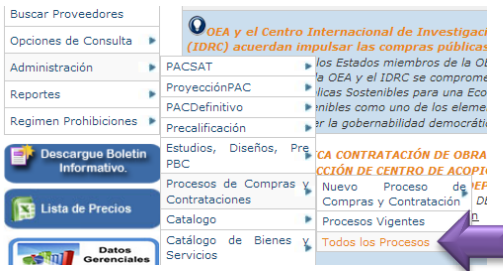 Buscar Proveedores
Opciones de Consulta
Administración
Reportes
Regimen Prohibiciones
Descargue Boletin
Informativo.
Lista de Precios
Datos
Gerenciales
PACSAT
ProyecciónPAC
PACDefinitivo
Precalificación
Estudios, Diseños, Pre
PBC
Procesos de Compras y
Contrataciones
Catalogo
Catálogo de Bienes y
Servicios
Nuevo Proceso de
Compras y Contratación
Procesos Vigentes
Todos los Procesos
OEA y el Centro Internacional de Investigaci
(IDRC) acuerdan impulsar las compras públicas
los Estados miembros de la OE
la OEA y el IDRC se comprome
licas Sostenibles para una Eco
enibles como uno de los eleme
er la gobernabilidad democrátic
CA CONTRATACIÓN DE OBRA
CCIÓN DE CENTRO DE ACOPI